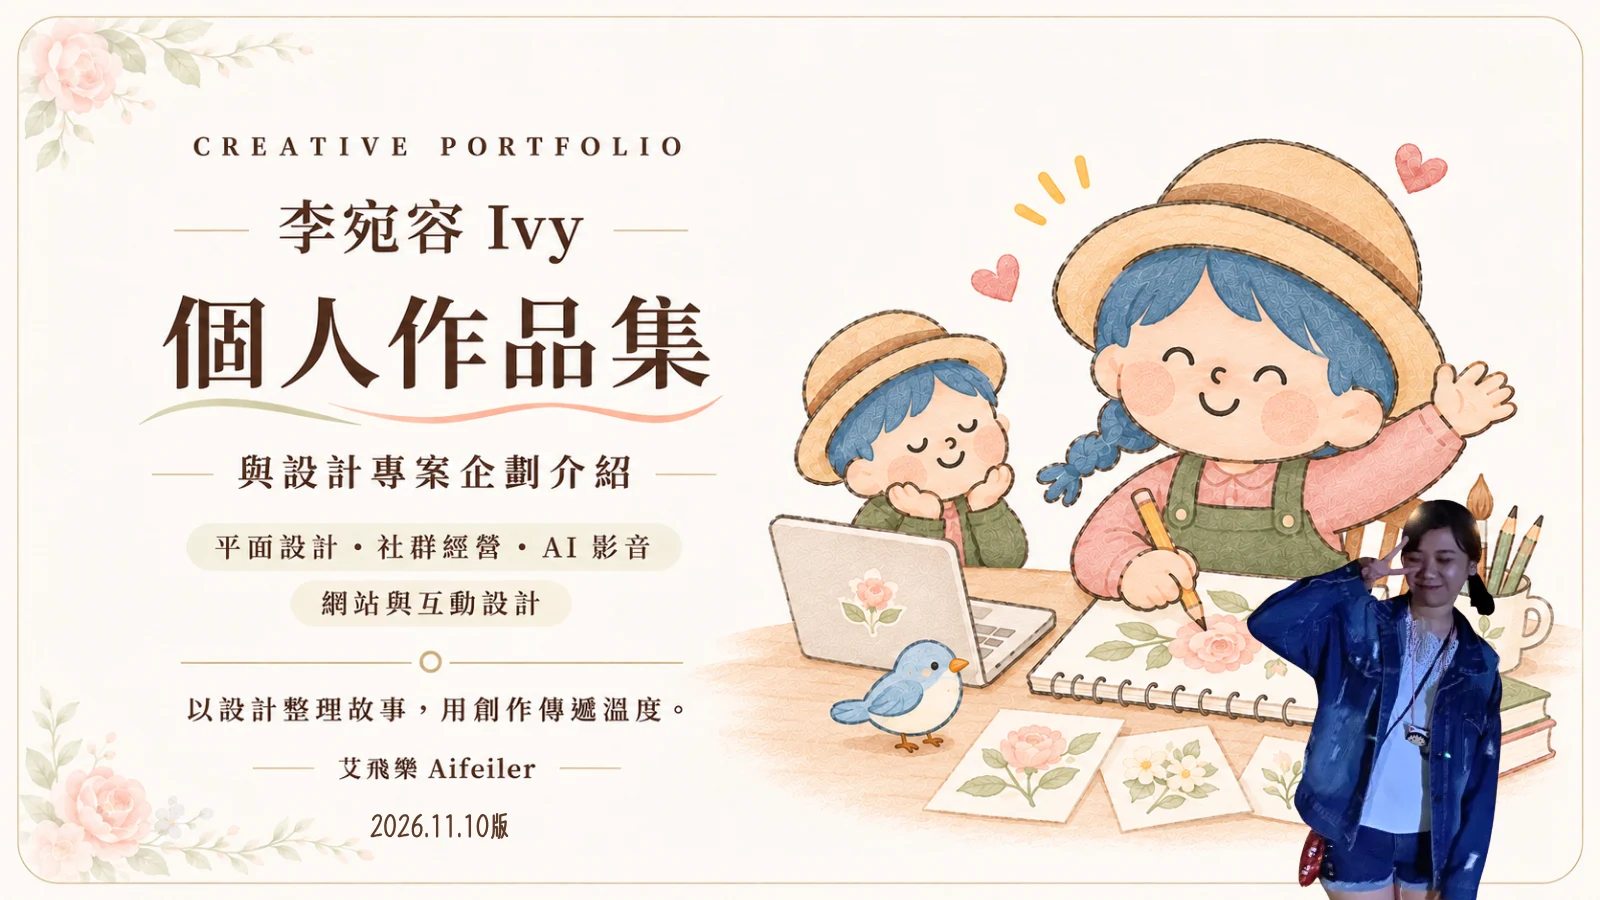 CREATIVE PORTFOLIO
李宛容 Ivy
個人作品集
與設計專案企劃介紹
平面設計・社群經營・AI 影音
網站與互動設計
以設計整理故事，用創作傳遞溫度。
艾飛樂 Aifeiler
2026.11.10版